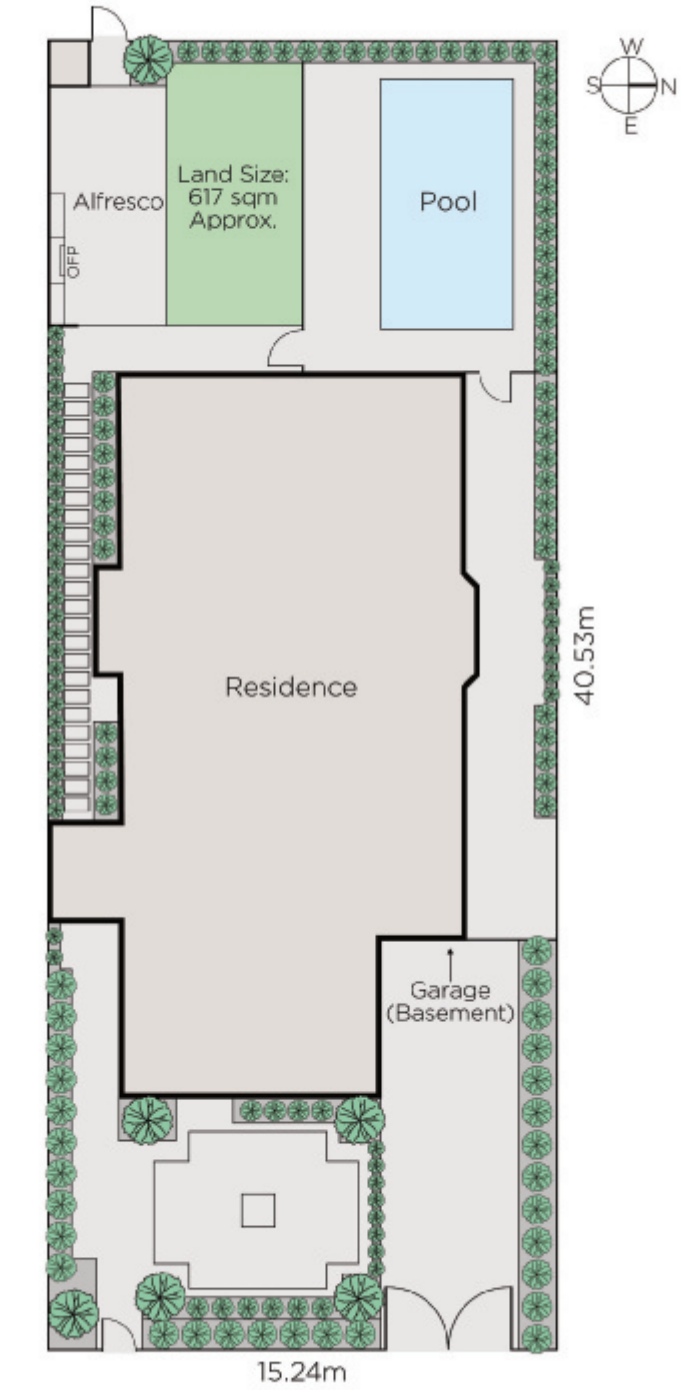 W
S N
E
Land Size:
617 sqm
Approx.
Alfresco
Pool
OFP
Residence
40.53m
Garage
(Basement)
15.24m